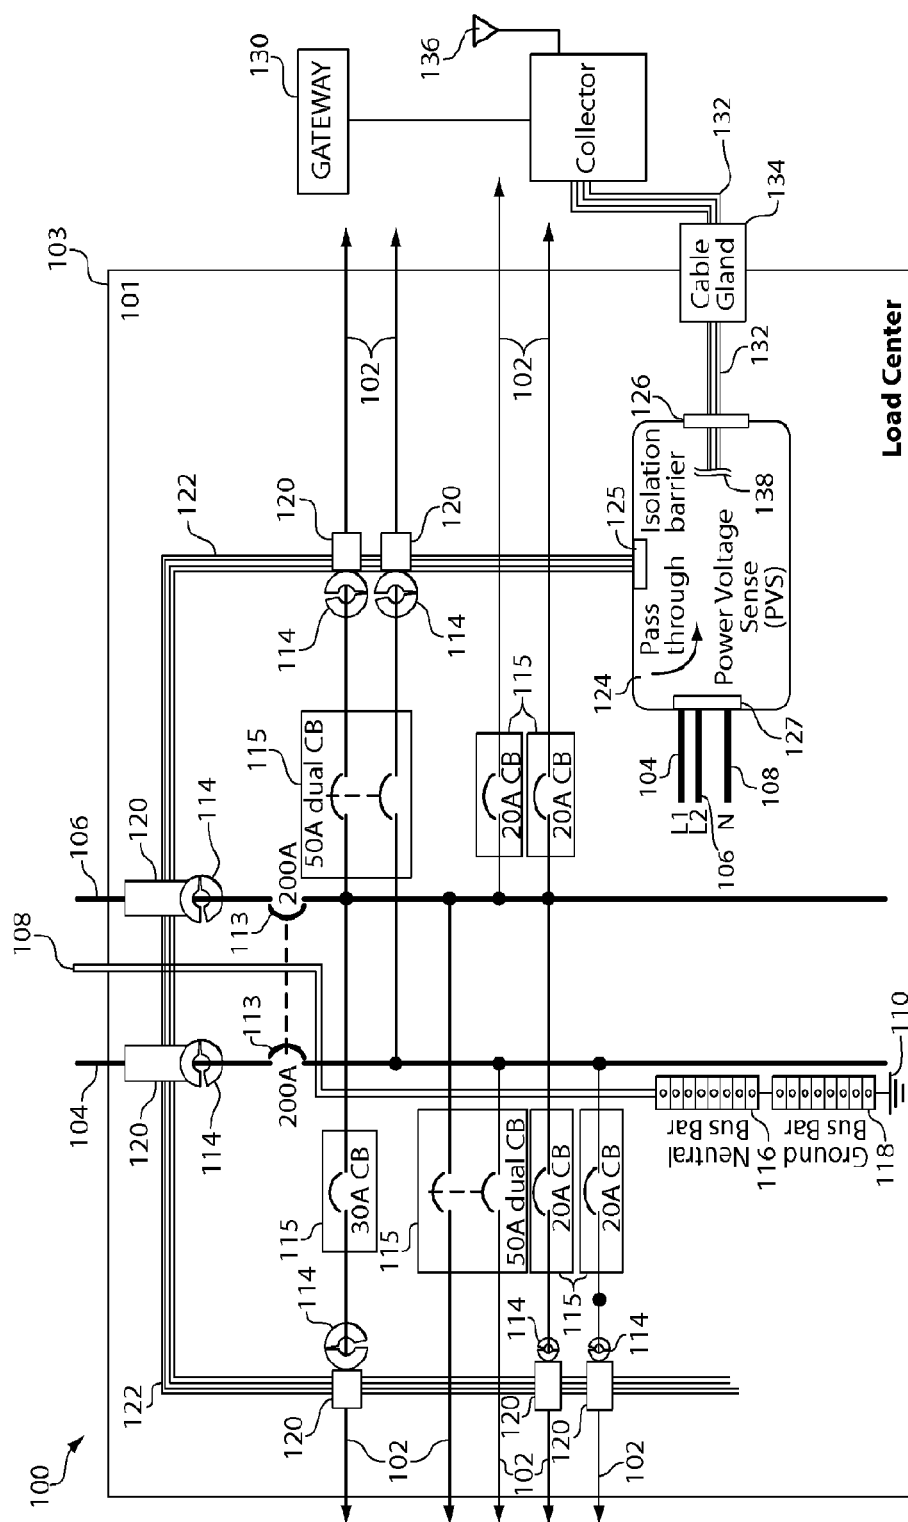 100
103
101
104
108
106
122
122
120
114
120
114
113
200A
113
200A
115
30A CB
114
120
102
115
50A dual CB
115
50A dual CB
114
120
114
120
102
20A CB
20A CB
115
114
120
114
120
102
102
20A CB
20A CB
115
102
Neutral
Bus Bar
119
Ground
Bus Bar
118
110
L1
L2
N
104
106
108
127
124
Pass
through
125
Isolation
barrier
126
Power Voltage
Sense
(PVS)
138
132
Cable
Gland
134
132
Collector
136
GATEWAY
130
Load Center